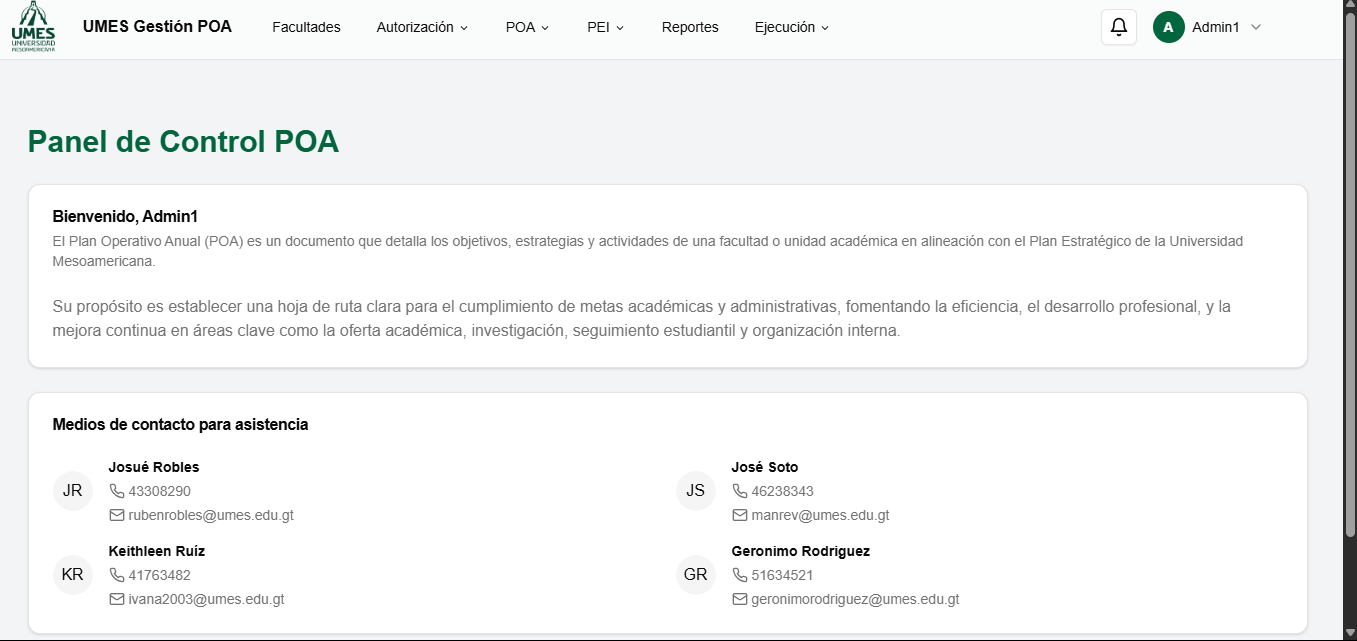 UMES
UNIVERSIDAD
MESOAMERICANA
UMES Gestión POA
Facultades
Autorización
POA
PEI
Reportes
Ejecución
A
Admin1
Panel de Control POA
Bienvenido, Admin1
El Plan Operativo Anual (POA) es un documento que detalla los objetivos, estrategias y actividades de una facultad o unidad académica en alineación con el Plan Estratégico de la Universidad
Mesoamericana.
Su propósito es establecer una hoja de ruta clara para el cumplimiento de metas académicas y administrativas, fomentando la eficiencia, el desarrollo profesional, y la
mejora continua en áreas clave como la oferta académica, investigación, seguimiento estudiantil y organización interna.
Medios de contacto para asistencia
JR
Josué Robles
43308290
rubenrobles@umes.edu.gt
JS
José Soto
46238343
manrev@umes.edu.gt
KR
Keithleen Ruíz
41763482
ivana2003@umes.edu.gt
GR
Geronimo Rodriguez
51634521
geronimorodriguez@umes.edu.gt